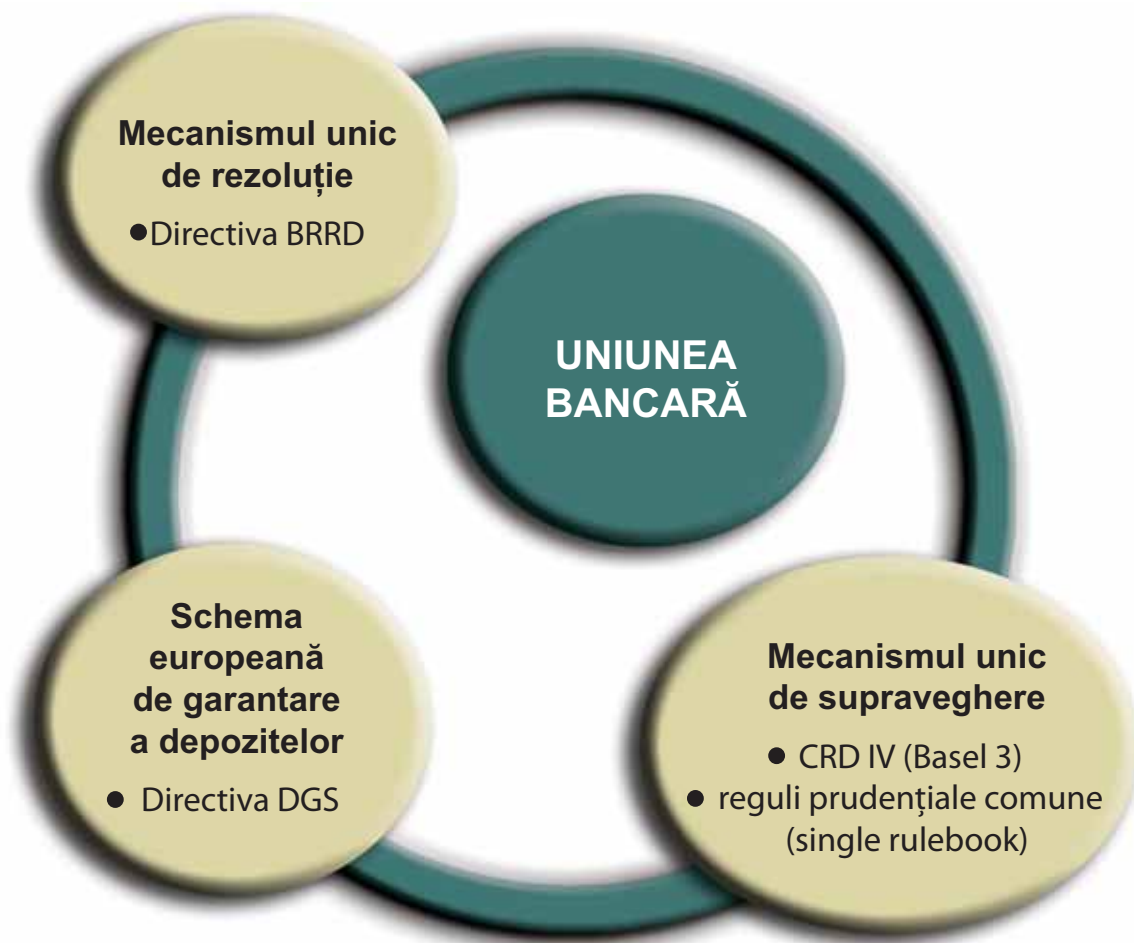 Mecanismul unic
de rezoluție
● Directiva BRRD
UNIUNEA
BANCARĂ
Schema
europeană
de garantare
a depozitelor
● Directiva DGS
Mecanismul unic
de supraveghere
● CRD IV (Basel 3)
● reguli prudențiale comune
(single rulebook)